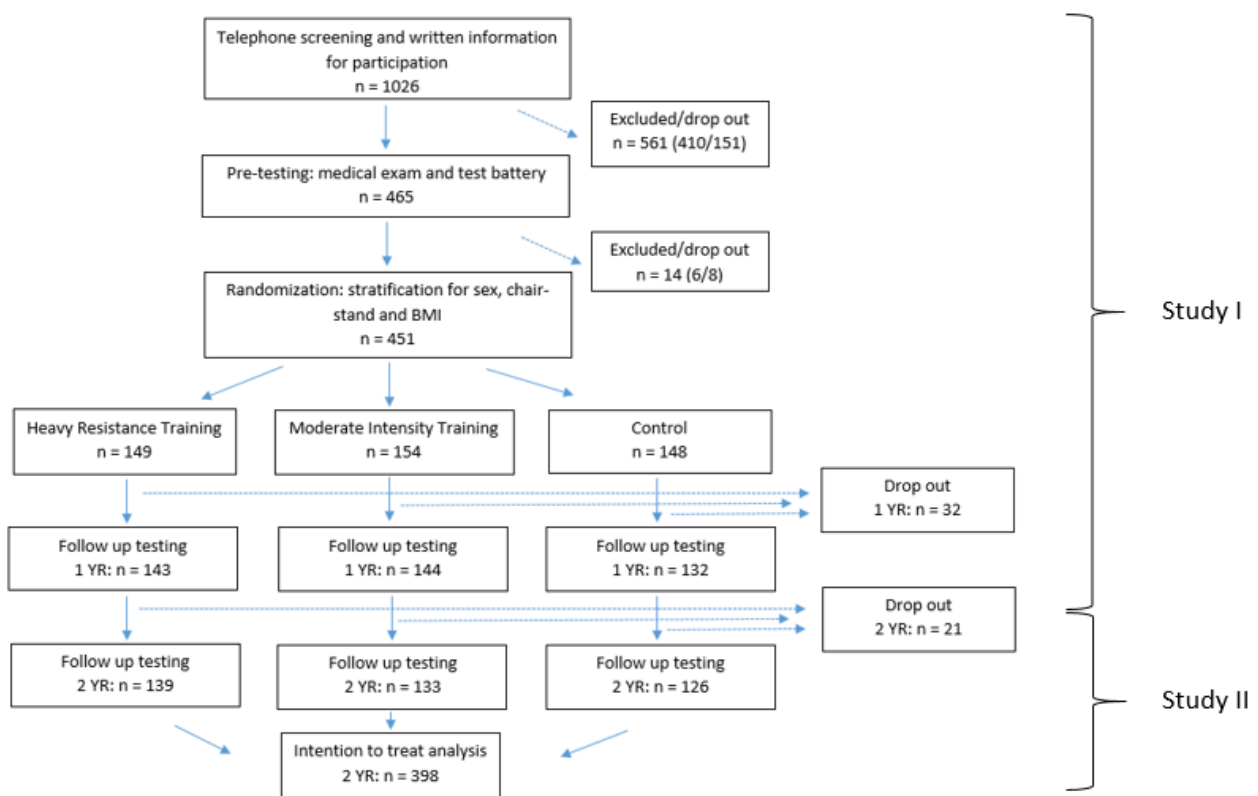 Telephone screening and written information
for participation
n = 1026
Excluded/drop out
n = 561 (410/151)
Pre-testing: medical exam and test battery
n = 465
Excluded/drop out
n = 14 (6/8)
Randomization: stratification for sex, chair-
stand and BMI
n = 451
Study I
Heavy Resistance Training
n = 149
Moderate Intensity Training
n = 154
Control
n = 148
Drop out
1 YR: n = 32
Follow up testing
1 YR: n = 143
Follow up testing
1 YR: n = 144
Follow up testing
1 YR: n = 132
Drop out
2 YR: n = 21
Follow up testing
2 YR: n = 139
Follow up testing
2 YR: n = 133
Follow up testing
2 YR: n = 126
Study II
Intention to treat analysis
2 YR: n = 398